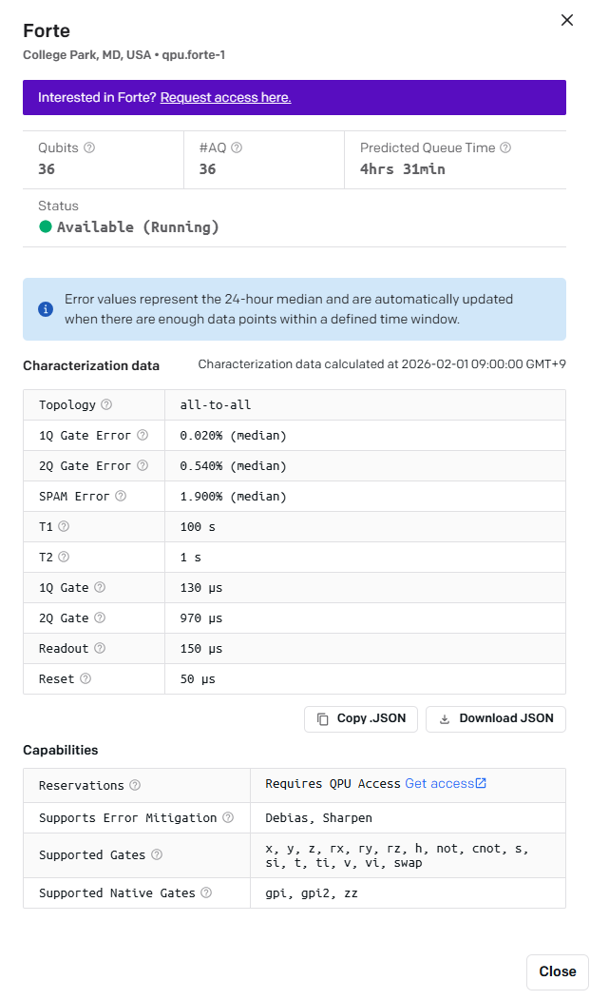 Forte
College Park, MD, USA • qpu.forte-1
Interested in Forte? Request access here.
Qubits
36
#AQ
36
Predicted Queue Time
4hrs 31min
Status
Available (Running)
Error values represent the 24-hour median and are automatically updated
when there are enough data points within a defined time window.
Characterization data
Characterization data calculated at 2026-02-01 09:00:00 GMT+9
Topology all-to-all
1Q Gate Error 0.020% (median)
2Q Gate Error 0.540% (median)
SPAM Error 1.900% (median)
T1 100 s
T2 1 s
1Q Gate 130 μs
2Q Gate 970 μs
Readout 150 μs
Reset 50 μs
Copy .JSON
Download JSON
Capabilities
Reservations Requires QPU Access Get access
Supports Error Mitigation Debias, Sharpen
Supported Gates x, y, z, rx, ry, rz, h, not, cnot, s,
si, t, ti, v, vi, swap
Supported Native Gates gpi, gpi2, zz
Close